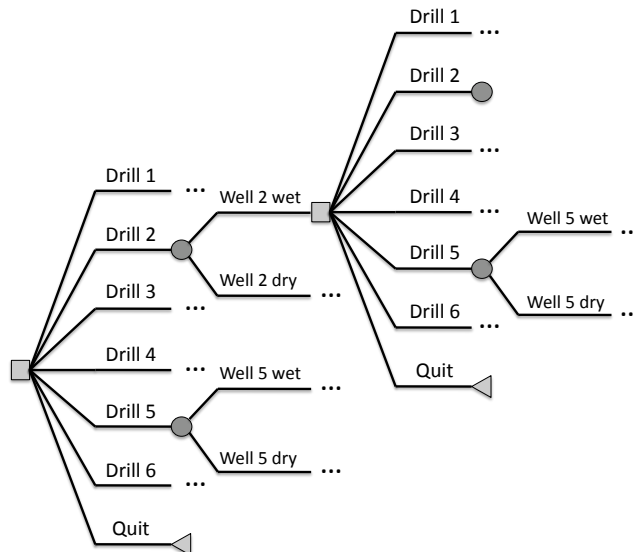 Drill 1 ...
Drill 2
Drill 3 ...
Drill 4 ...
Drill 5
Drill 6 ...
Quit
Well 2 wet
Well 2 dry ...
Well 5 wet ...
Well 5 dry ...
Drill 1 ...
Drill 2
Drill 3 ...
Drill 4 ...
Drill 5
Drill 6 ...
Quit
Well 5 wet ..
Well 5 dry ..